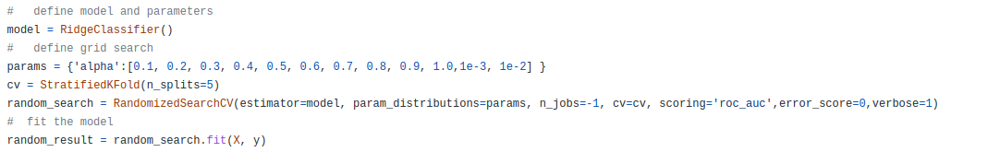 #   define model and parameters
model = RidgeClassifier()
#   define grid search
params = {'alpha':[0.1, 0.2, 0.3, 0.4, 0.5, 0.6, 0.7, 0.8, 0.9, 1.0,1e-3, 1e-2] }
cv = StratifiedKFold(n_splits=5)
random_search = RandomizedSearchCV(estimator=model, param_distributions=params, n_jobs=-1, cv=cv, scoring='roc_auc',error_score=0,verbose=1)
#  fit the model
random_result = random_search.fit(X, y)